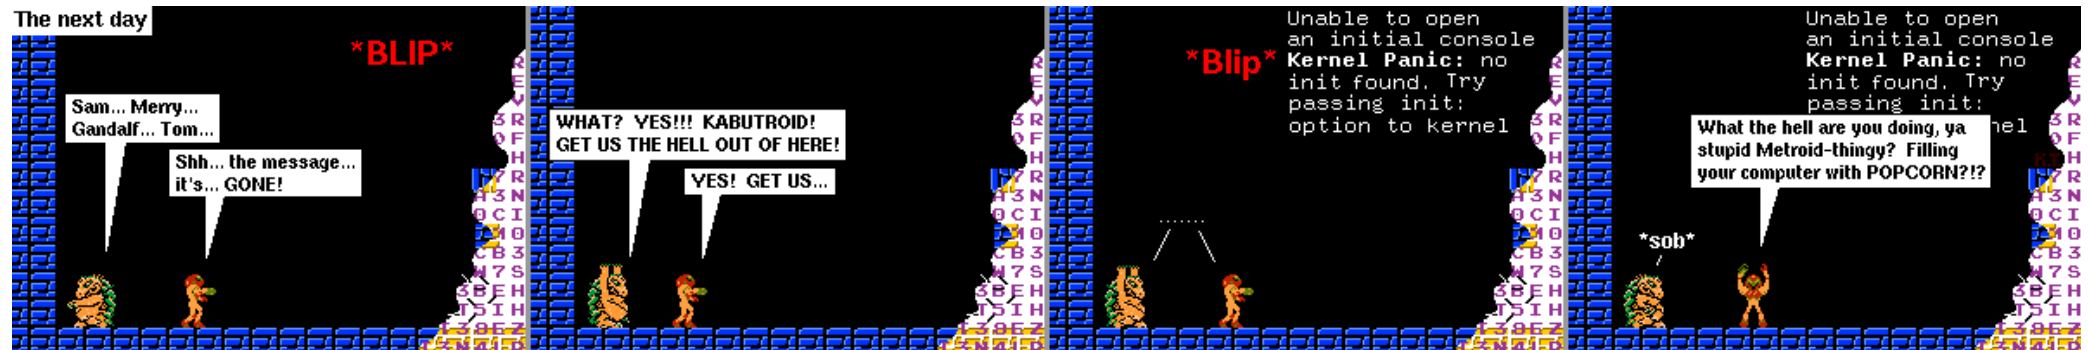 The next day
*BLIP*
Sam... Merry...
Gandalf... Tom...
Shh... the message...
it's... GONE!
WHAT? YES!!! KABUTROID!
GET US THE HELL OUT OF HERE!
YES! GET US...
*Blip*
Unable to open
an initial console
Kernel Panic: no
init found. Try
passing init:
option to kernel
.......
Unable to open
an initial console
Kernel Panic: no
init found. Try
passing init:
What the hell are you doing, ya
stupid Metroid-thingy? Filling
your computer with POPCORN?!?
*sob*